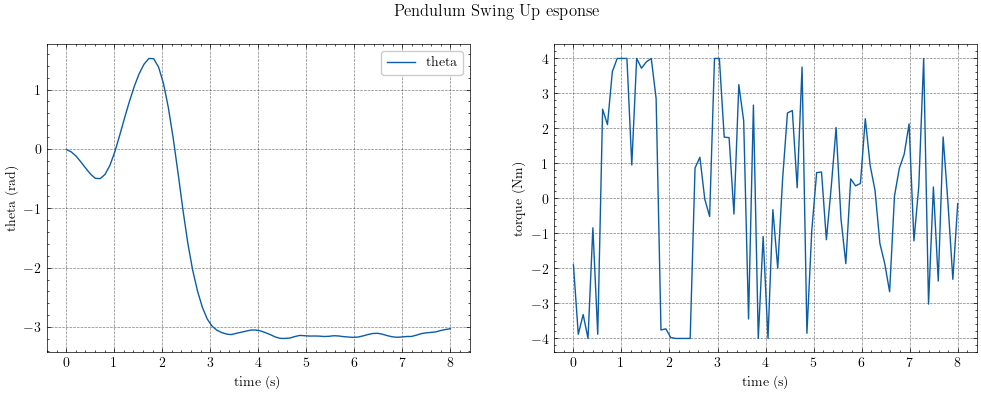 Pendulum Swing Up esponse
theta
1
0
−1
−2
−3
theta (rad)
0 1 2 3 4 5 6 7 8
time (s)
4
3
2
1
0
−1
−2
−3
−4
torque (Nm)
0 1 2 3 4 5 6 7 8
time (s)